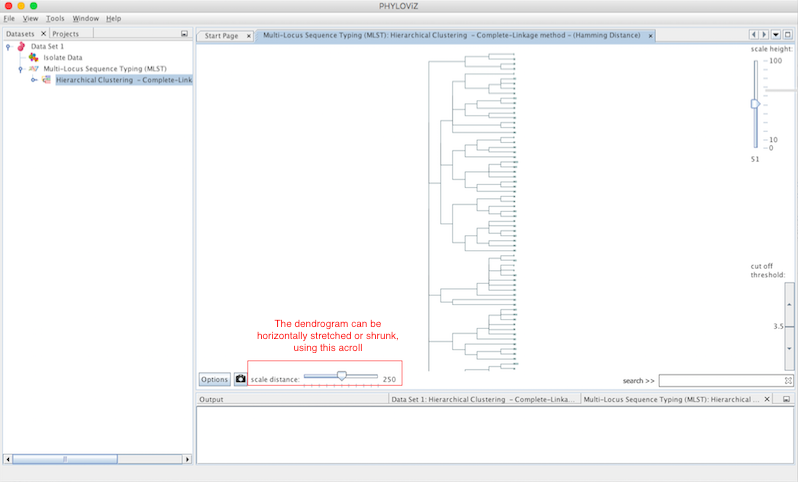 PHYLOViZ
File View Tools Window Help
Datasets Projects
Data Set 1
Isolate Data
Multi-Locus Sequence Typing (MLST)
Hierarchical Clustering - Complete-Link
Start Page
Multi-Locus Sequence Typing (MLST): Hierarchical Clustering - Complete-Linkage method - (Hamming Distance)
scale height:
100
10
0
51
cut off
threshold:
3.5
The dendrogram can be
horizontally stretched or shrunk,
using this acroll
Options
scale distance:
250
search >>
Output
Data Set 1: Hierarchical Clustering - Complete-Linka...
Multi-Locus Sequence Typing (MLST): Hierarchical ...